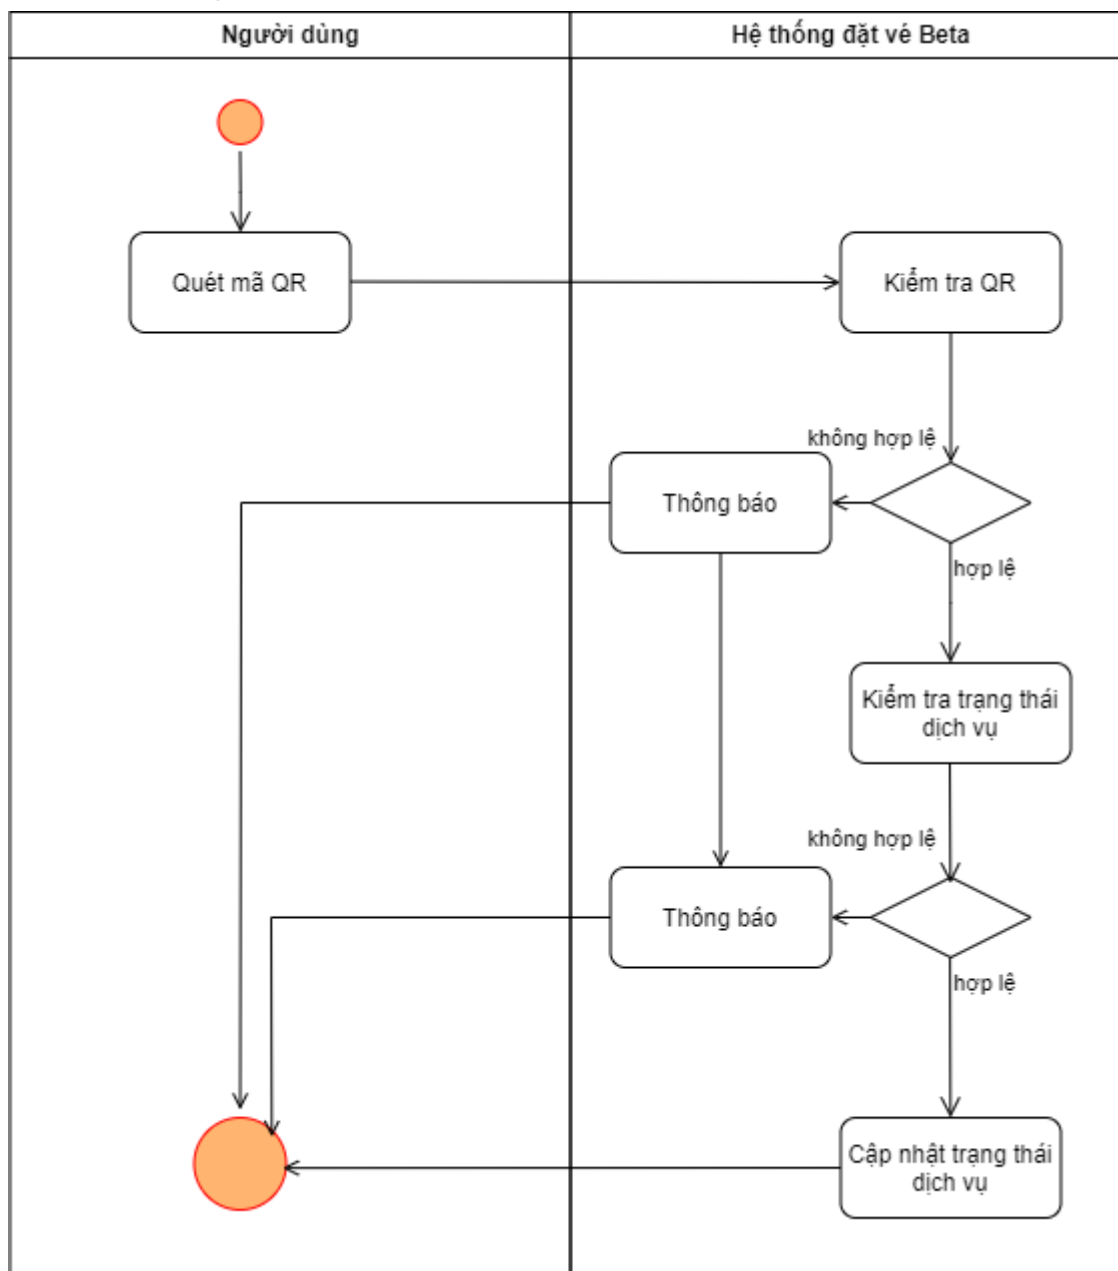 Người dùng
Hệ thống đặt vé Beta
Quét mã QR
Kiểm tra QR
không hợp lệ
Thông báo
hợp lệ
Kiểm tra trạng thái
dịch vụ
không hợp lệ
Thông báo
hợp lệ
Cập nhật trạng thái
dịch vụ